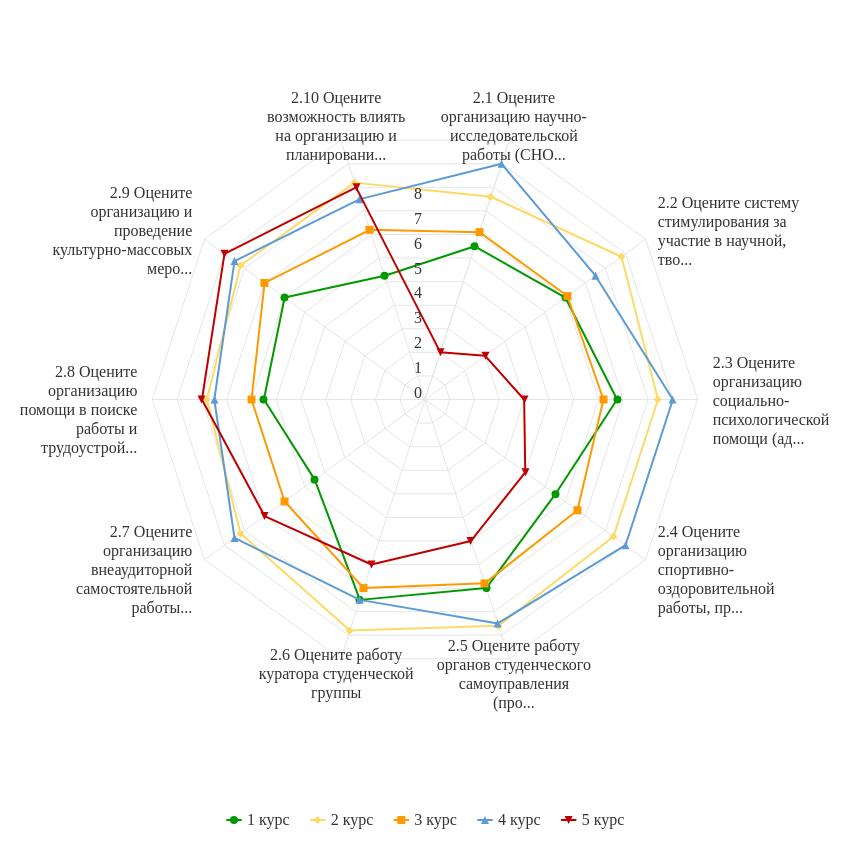 2.10 Оцените
возможность влиять
на организацию и
планировани...
2.1 Оцените
организацию научно-
исследовательской
работы (СНО...
2.2 Оцените систему
стимулирования за
участие в научной,
тво...
2.3 Оцените
организацию
социально-
психологической
помощи (ад...
2.4 Оцените
организацию
спортивно-
оздоровительной
работы, пр...
2.5 Оцените работу
органов студенческого
самоуправления
(про...
2.6 Оцените работу
куратора студенческой
группы
2.7 Оцените
организацию
внеаудиторной
самостоятельной
работы...
2.8 Оцените
организацию
помощи в поиске
работы и
трудоустрой...
2.9 Оцените
организацию и
проведение
культурно-массовых
меро...
8
7
6
5
4
3
2
1
0
1 курс 2 курс 3 курс 4 курс 5 курс